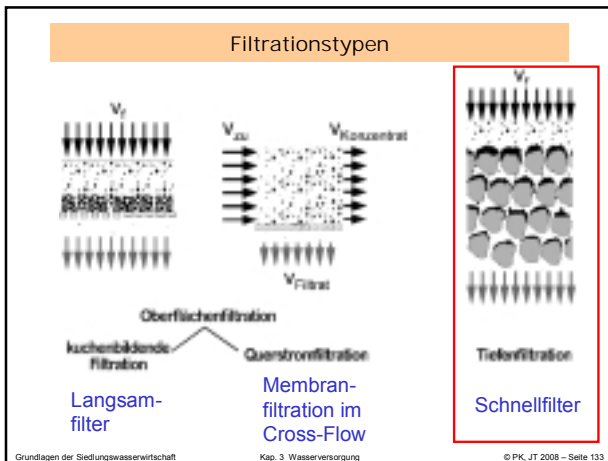 Filtrationstypen
v_f
v_zu
v_Konzentrat
v_Filtrat
v_f
Oberflächenfiltration
kuchenbildende
Filtration
Querstromfiltration
Tiefenfiltration
Langsam-
filter
Membran-
filtration im
Cross-Flow
Schnellfilter
Grundlagen der Siedlungswasserwirtschaft
Kap. 3 Wasserversorgung
© PK, JT 2008 – Seite 133